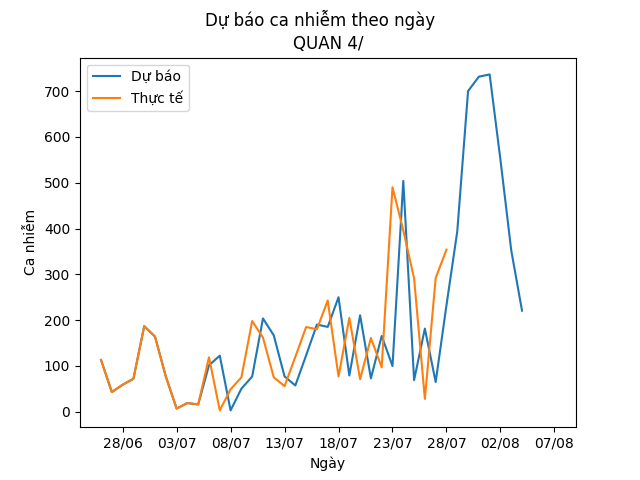 Dự báo ca nhiễm theo ngày
QUAN 4/
Dự báo
Thực tế
Ca nhiễm
700
600
500
400
300
200
100
0
28/06 03/07 08/07 13/07 18/07 23/07 28/07 02/08 07/08
Ngày